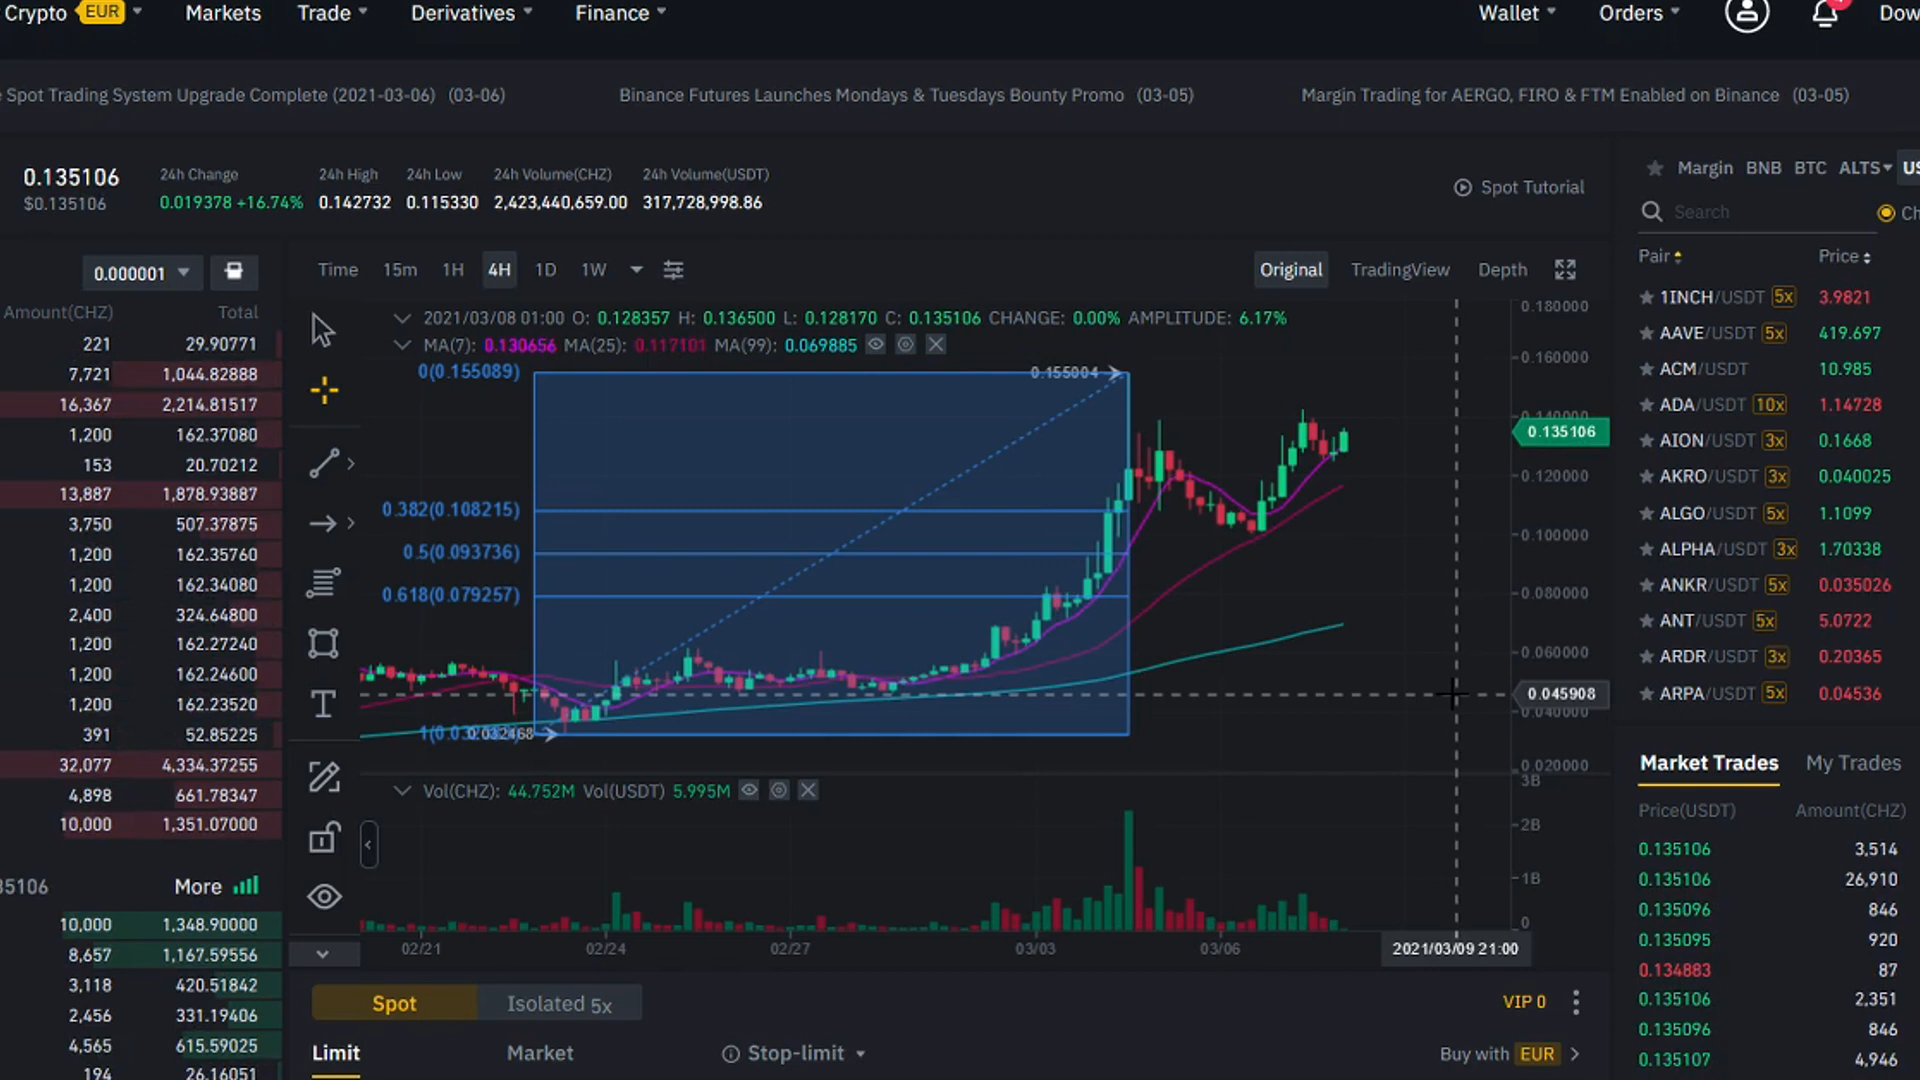 Crypto EUR Markets Trade Derivatives Finance Wallet Orders Dow
Spot Trading System Upgrade Complete (2021-03-06) (03-06) Binance Futures Launches Mondays & Tuesdays Bounty Promo (03-05) Margin Trading for AERGO, FIRO & FTM Enabled on Binance (03-05)
0.135106
$0.135106
24h Change
0.019378 +16.74%
24h High
0.142732
24h Low
0.115330
24h Volume(CHZ)
2,423,440,659.00
24h Volume(USDT)
317,728,998.86
Spot Tutorial
0.000001
Amount(CHZ) Total
221 29.90771
7,721 1,044.82888
16,367 2,214.81517
1,200 162.37080
153 20.70212
13,887 1,878.93887
3,750 507.37875
1,200 162.35760
1,200 162.34080
2,400 324.64800
1,200 162.27240
1,200 162.24600
1,200 162.23520
391 52.85225
32,077 4,334.37255
4,898 661.78347
10,000 1,351.07000
35106 More
10,000 1,348.90000
8,657 1,167.59556
3,118 420.51842
2,456 331.19406
4,565 615.59025
194 26.16051
Time 15m 1H 4H 1D 1W Original TradingView Depth
2021/03/08 01:00 O: 0.128357 H: 0.136500 L: 0.128170 C: 0.135106 CHANGE: 0.00% AMPLITUDE: 6.17%
MA(7): 0.130656 MA(25): 0.117101 MA(99): 0.069885
0(0.155089)
0.155004
0.382(0.108215)
0.5(0.093736)
0.618(0.079257)
0.032468
0.180000
0.160000
0.140000
0.135106
0.120000
0.100000
0.080000
0.060000
0.045908
0.040000
0.020000
Vol(CHZ): 44.752M Vol(USDT) 5.995M
3B
2B
1B
0
02/21 02/24 02/27 03/03 03/06 2021/03/09 21:00
Spot Isolated 5x VIP 0
Limit Market Stop-limit Buy with EUR
Margin BNB BTC ALTS US
Search Ch
Pair Price
1INCH/USDT 5x 3.9821
AAVE/USDT 5x 419.697
ACM/USDT 10.985
ADA/USDT 10x 1.14728
AION/USDT 3x 0.1668
AKRO/USDT 3x 0.040025
ALGO/USDT 5x 1.1099
ALPHA/USDT 3x 1.70338
ANKR/USDT 5x 0.035026
ANT/USDT 5x 5.0722
ARDR/USDT 3x 0.20365
ARPA/USDT 5x 0.04536
Market Trades My Trades
Price(USDT) Amount(CHZ)
0.135106 3,514
0.135106 26,910
0.135096 846
0.135095 920
0.134883 87
0.135106 2,351
0.135096 846
0.135107 4,946